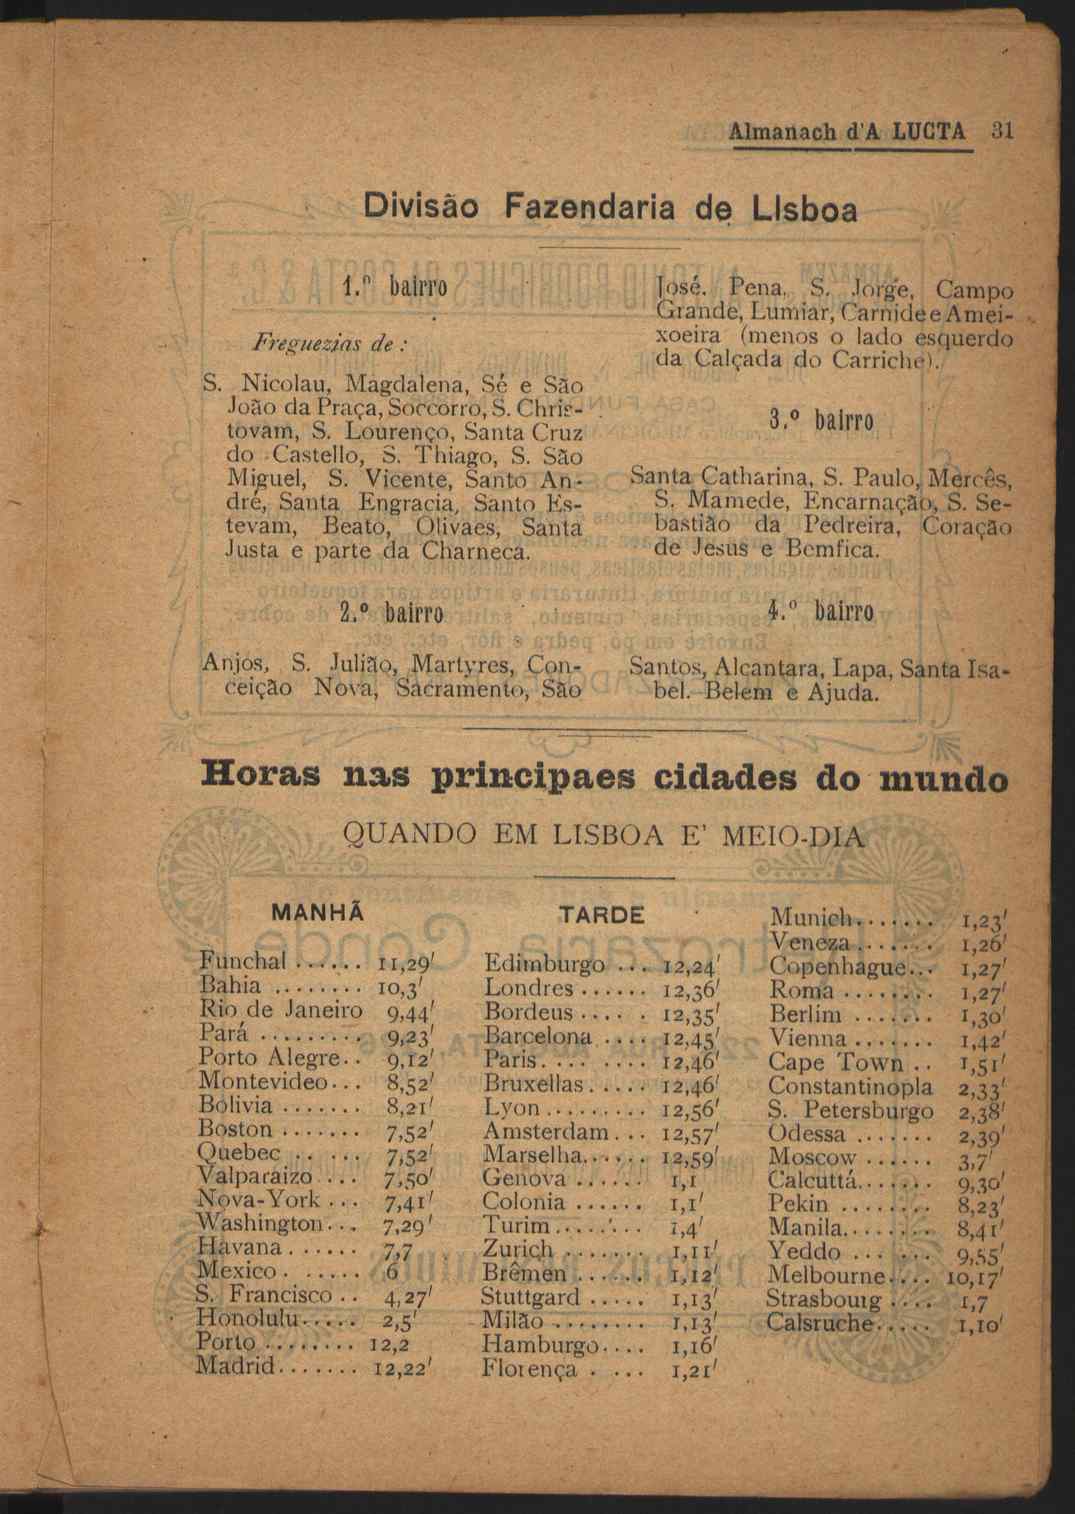 Almanach d'A LUCTA 31
Divisão Fazendaria de LIsboa
1.º bairro
Freguezias de :
S. Nicolau, Magdalena, Sé e São
João da Praça, Soccorro, S. Chris-
tovam, S. Lourenço, Santa Cruz
do Castello, S. Thiago, S. São
Miguel, S. Vicente, Santo An-
dré, Santa Engracia, Santo Es-
tevam, Beato, Olivaes, Santa
Justa e parte da Charneca.
2.º bairro
Anjos, S. Julião, Martyres, Con-
ceição Nova, Sacramento, São
José. Pena, S. Jorge, Campo
Grande, Lumiar, Carnide e Amei-
xoeira (menos o lado esquerdo
da Calçada do Carriche).
3.º bairro
Santa Catharina, S. Paulo, Mercês,
S. Mamede, Encarnação, S. Se-
bastião da Pedreira, Coração
de Jesus e Bemfica.
4.º bairro
Santos, Alcantara, Lapa, Santa Isa-
bel. Belem e Ajuda.
Horas nas principaes cidades do mundo
QUANDO EM LISBOA E' MEIO-DIA
MANHÃ
Funchal ...... 11,29'
Bahia ........ 10,3'
Rio de Janeiro 9,44'
Pará ......... 9,23'
Porto Alegre.. 9,12'
Montevideo... 8,52'
Bolivia ....... 8,21'
Boston ....... 7,52'
Quebec .. ... 7,52'
Valparaizo .... 7,50'
Nova-York ... 7,41'
Washington... 7,29'
Havana ...... 7,7
Mexico. ...... 6
S. Francisco .. 4,27'
Honolulu..... 2,5'
Porto ........ 12,2
Madrid....... 12,22'
TARDE
Edimburgo ... 12,24'
Londres ...... 12,36'
Bordeus .... . 12,35'
Barcelona .... 12,45'
Paris. ... .... 12,46'
Bruxellas..... 12,46'
Lyon......... 12,56'
Amsterdam... 12,57'
Marselha...... 12,59'
Genova ...... 1,1
Colonia ...... 1,1'
Turim........ 1,4'
Zurich ....... 1,11'
Brêmen ...... 1,12'
Stuttgard ..... 1,13'
Milão ........ 1,13'
Hamburgo.... 1,16'
Florença . ... 1,21'
Munich....... 1,23'
Veneza ....... 1,26'
Copenhague... 1,27'
Roma ........ 1,27'
Berlim ....... 1,30'
Vienna ....... 1,42'
Cape Town .. 1,51'
Constantinopla 2,33'
S. Petersburgo 2,38'
Odessa ....... 2,39'
Moscow ...... 3,7'
Calcuttá....... 9,30'
Pekin ........ 8,23'
Manila........ 8,41'
Yeddo ... ... 9,55'
Melbourne.... 10,17'
Strasbourg .... 1,7
Calsruche..... 1,10'